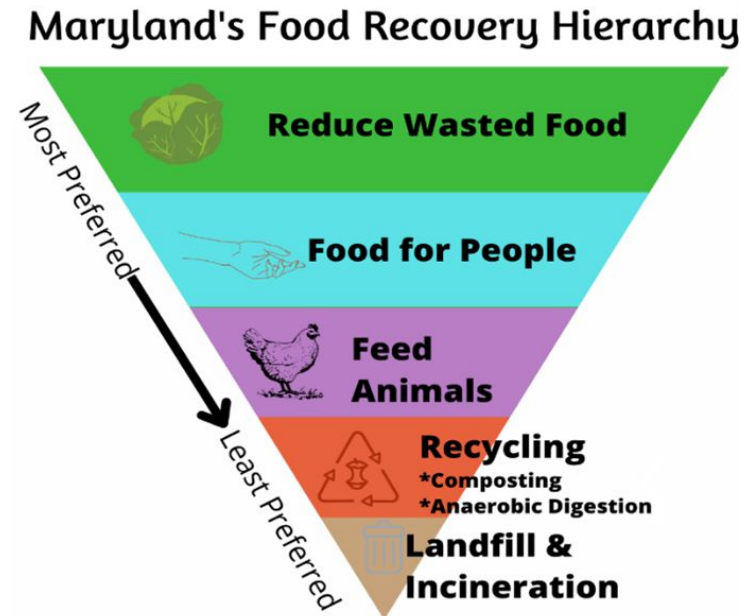 Maryland's Food Recovery Hierarchy
Most Preferred
Reduce Wasted Food
Food for People
Feed
Animals
Least Preferred
Recycling
*Composting
*Anaerobic Digestion
Landfill &
Incineration